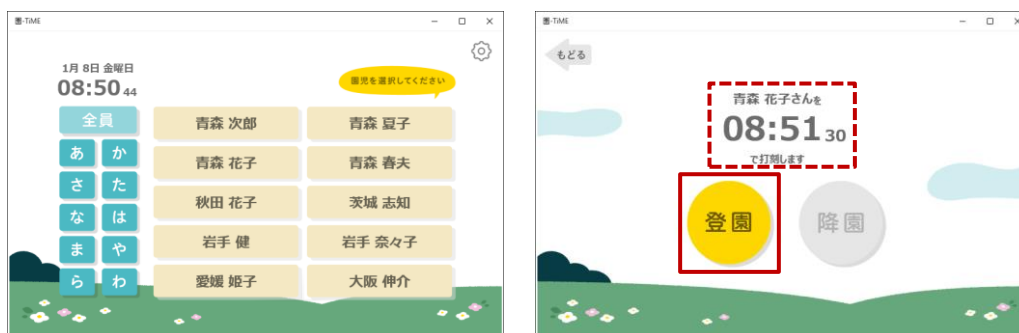 園-TiME
1月 8日 金曜日
08:50 44
園児を選択してください
全員
あ か
さ た
な は
ま や
ら わ
青森 次郎 青森 夏子
青森 花子 青森 春夫
秋田 花子 茨城 志知
岩手 健 岩手 奈々子
愛媛 姫子 大阪 伸介
園-TiME
もどる
青森 花子さんを
08:51 30
で打刻します
登園 降園